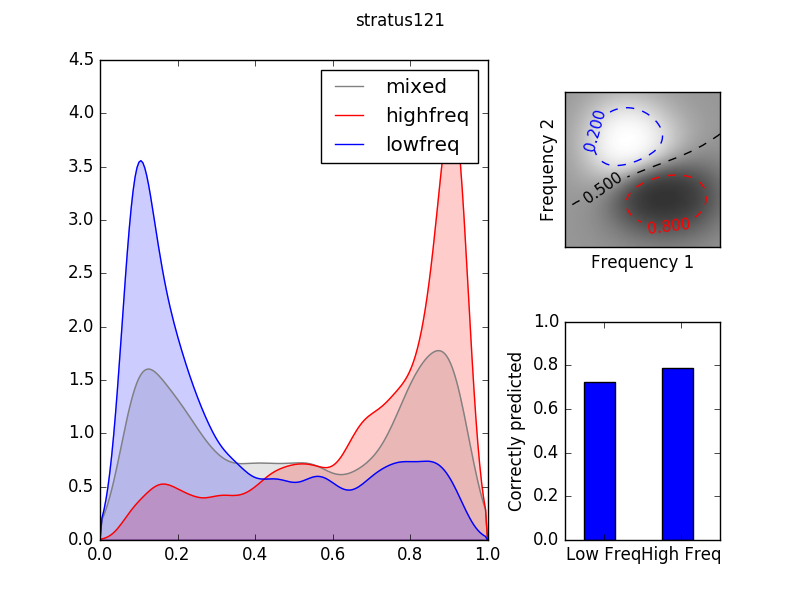 stratus121
4.5
4.0
3.5
3.0
2.5
2.0
1.5
1.0
0.5
0.0
0.0 0.2 0.4 0.6 0.8 1.0
mixed
highfreq
lowfreq
Frequency 2
0.200
0.500
0.800
Frequency 1
Correctly predicted
1.0
0.8
0.6
0.4
0.2
0.0
Low Freq High Freq